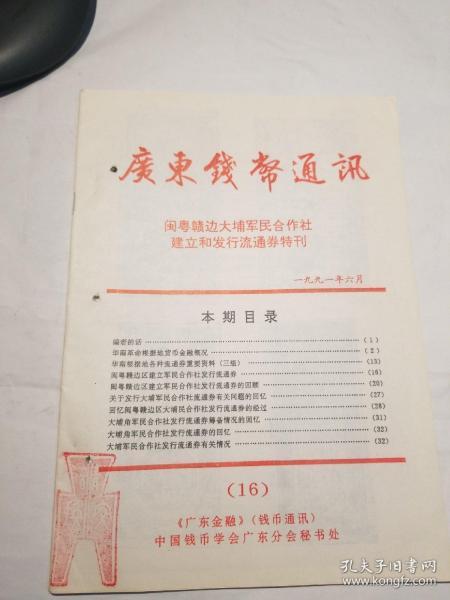 廣東錢幣通訊
闽粤赣边大埔军民合作社
建立和发行流通券特刊
一九九一年六月
本期目录
编者的话 (1)
华南革命根据地货币金融概况 (2)
华南根据地各种流通券重要资料（三组） (13)
闽粤赣边区建立军民合作社发行流通券 (16)
闽粤赣边区建立军民合作社发行流通券的回顾 (20)
关于发行大埔军民合作社流通券有关问题的回忆 (27)
回忆闽粤赣边区大埔民合作社发行流通券的经过 (28)
大埔角军民合作社发行流通券筹备情况的回忆 (31)
大埔角军民合作社发行流通券的回忆 (32)
大埔军民合作社发行流通券有关情况 (32)
(16)
《广东金融》（钱币通讯）
中国钱币学会广东分会秘书处
孔夫子旧书网
kongfz.com